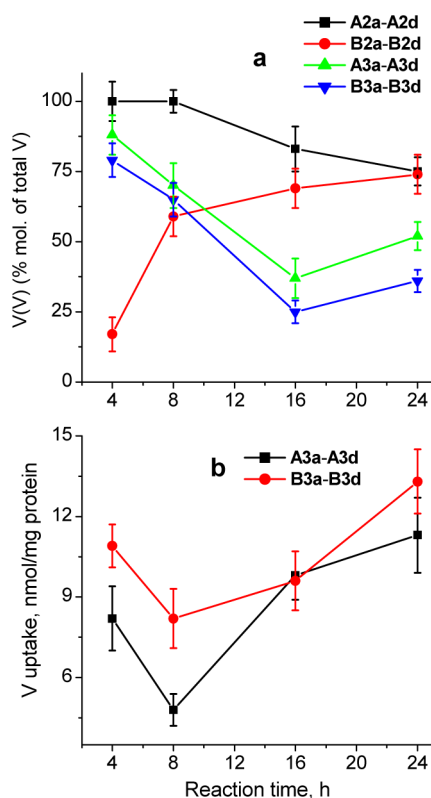 A2a-A2d
B2a-B2d
a
A3a-A3d
B3a-B3d
100
75
50
25
0
V(V) (% mol. of total V)
4 8 12 16 20 24
A3a-A3d
b
B3a-B3d
15
12
9
6
V uptake, nmol/mg protein
4 8 12 16 20 24
Reaction time, h